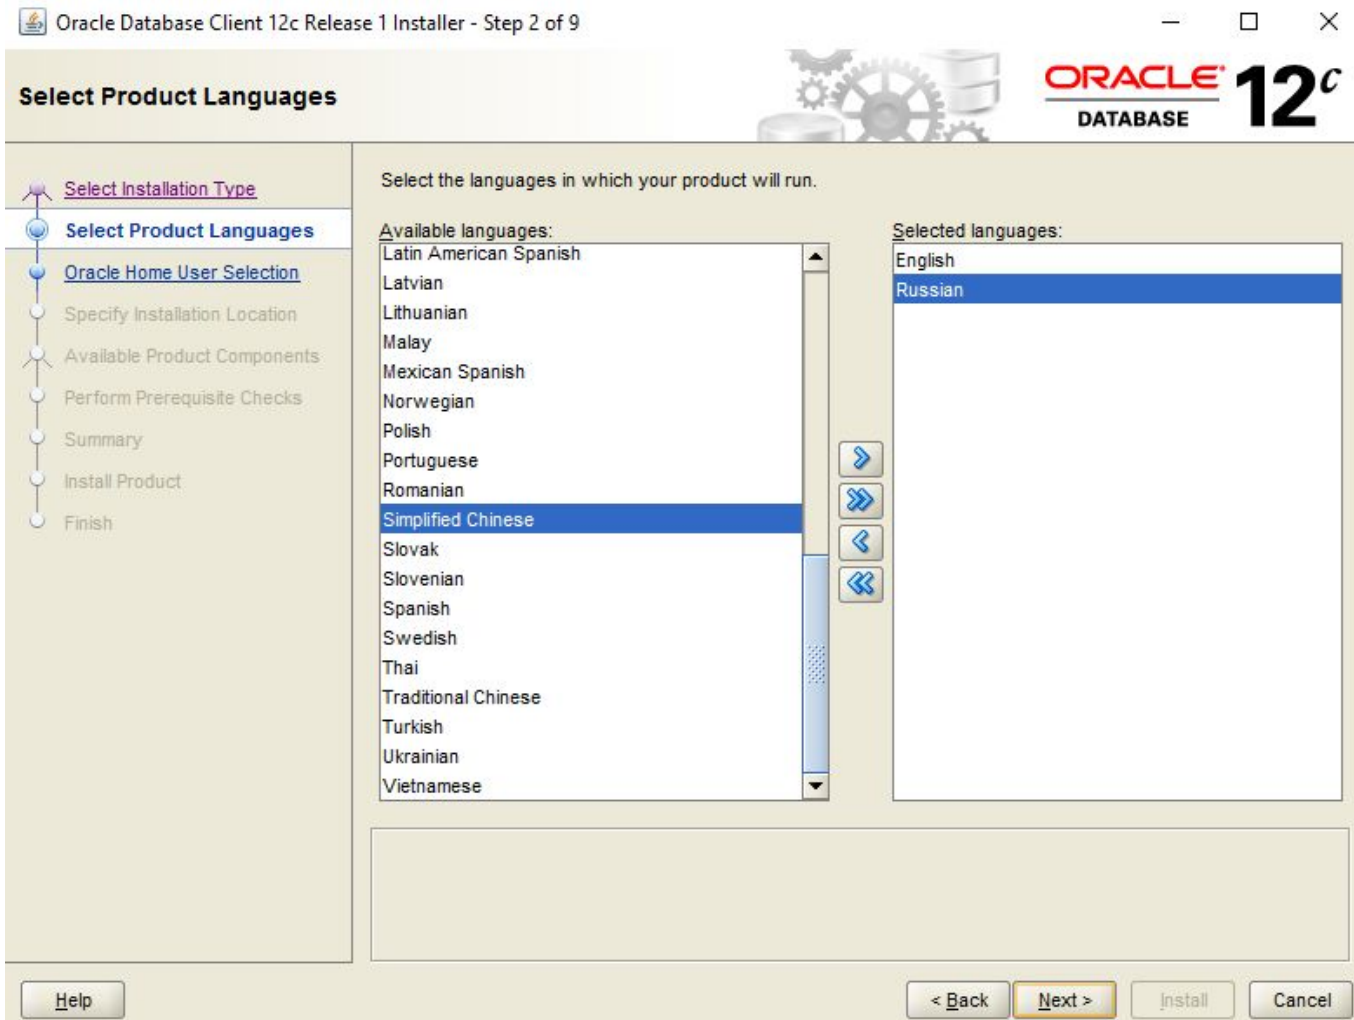 Oracle Database Client 12c Release 1 Installer - Step 2 of 9
Select Product Languages
ORACLE
DATABASE
12c
Select Installation Type
Select Product Languages
Oracle Home User Selection
Specify Installation Location
Available Product Components
Perform Prerequisite Checks
Summary
Install Product
Finish
Select the languages in which your product will run.
Available languages:
Latin American Spanish
Latvian
Lithuanian
Malay
Mexican Spanish
Norwegian
Polish
Portuguese
Romanian
Simplified Chinese
Slovak
Slovenian
Spanish
Swedish
Thai
Traditional Chinese
Turkish
Ukrainian
Vietnamese
Selected languages:
English
Russian
Help
< Back
Next >
Install
Cancel